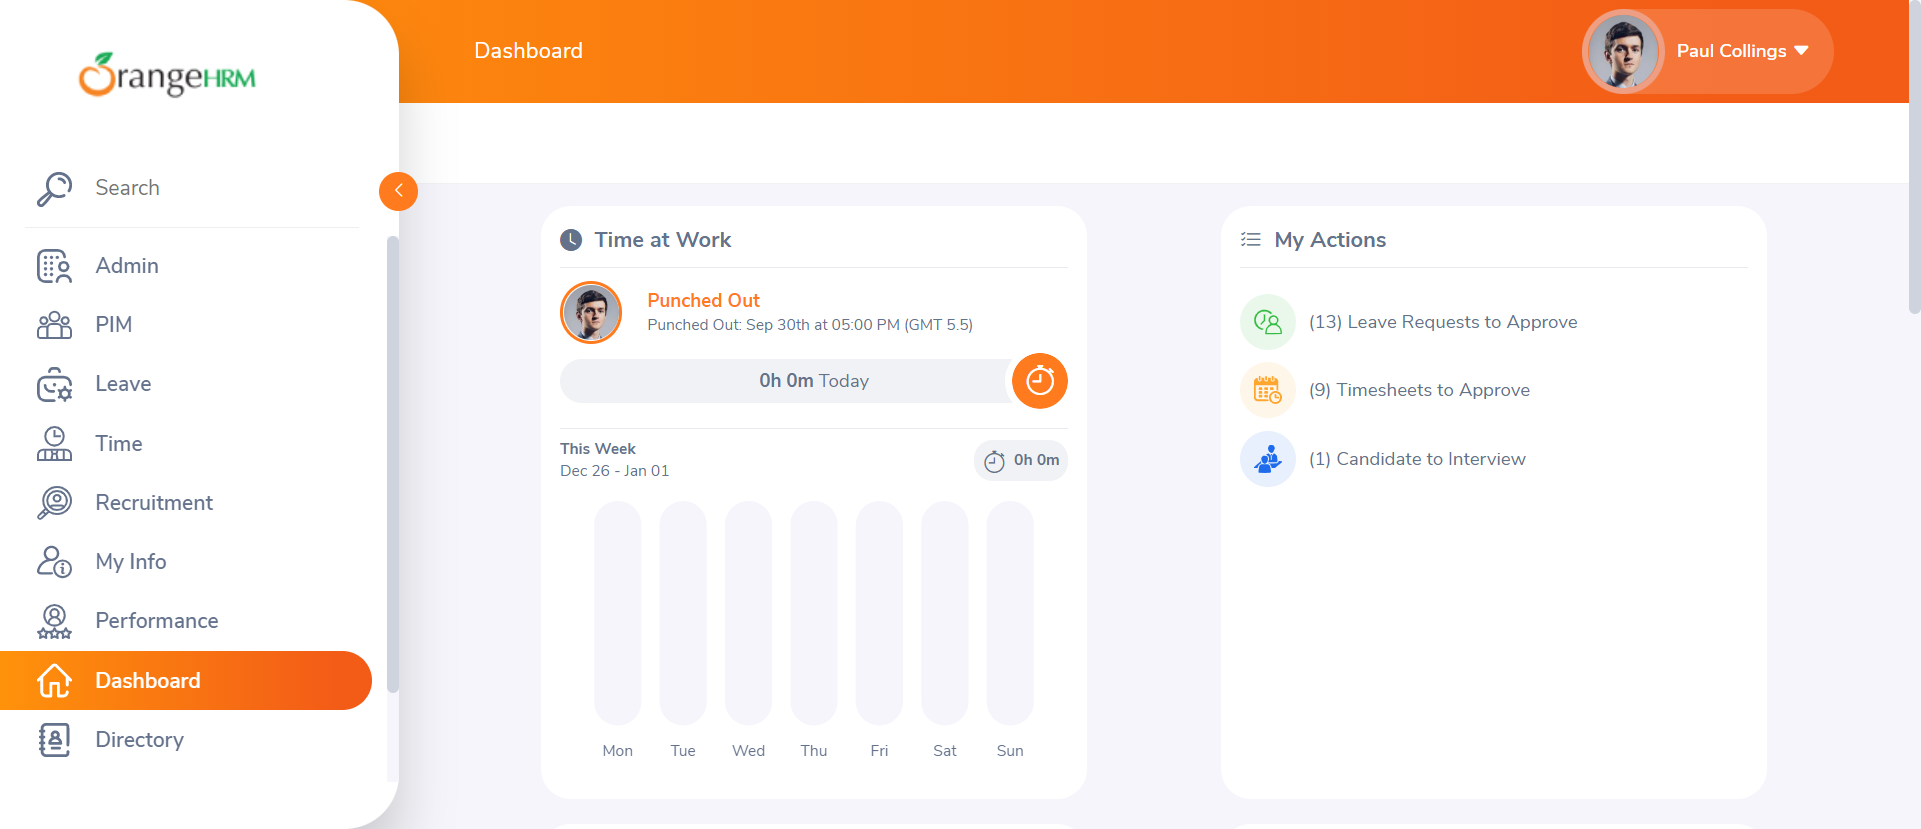 OrangeHRM
Search
Admin
PIM
Leave
Time
Recruitment
My Info
Performance
Dashboard
Directory
Dashboard
Paul Collings
Time at Work
Punched Out
Punched Out: Sep 30th at 05:00 PM (GMT 5.5)
0h 0m Today
This Week
Dec 26 - Jan 01
0h 0m
Mon Tue Wed Thu Fri Sat Sun
My Actions
(13) Leave Requests to Approve
(9) Timesheets to Approve
(1) Candidate to Interview